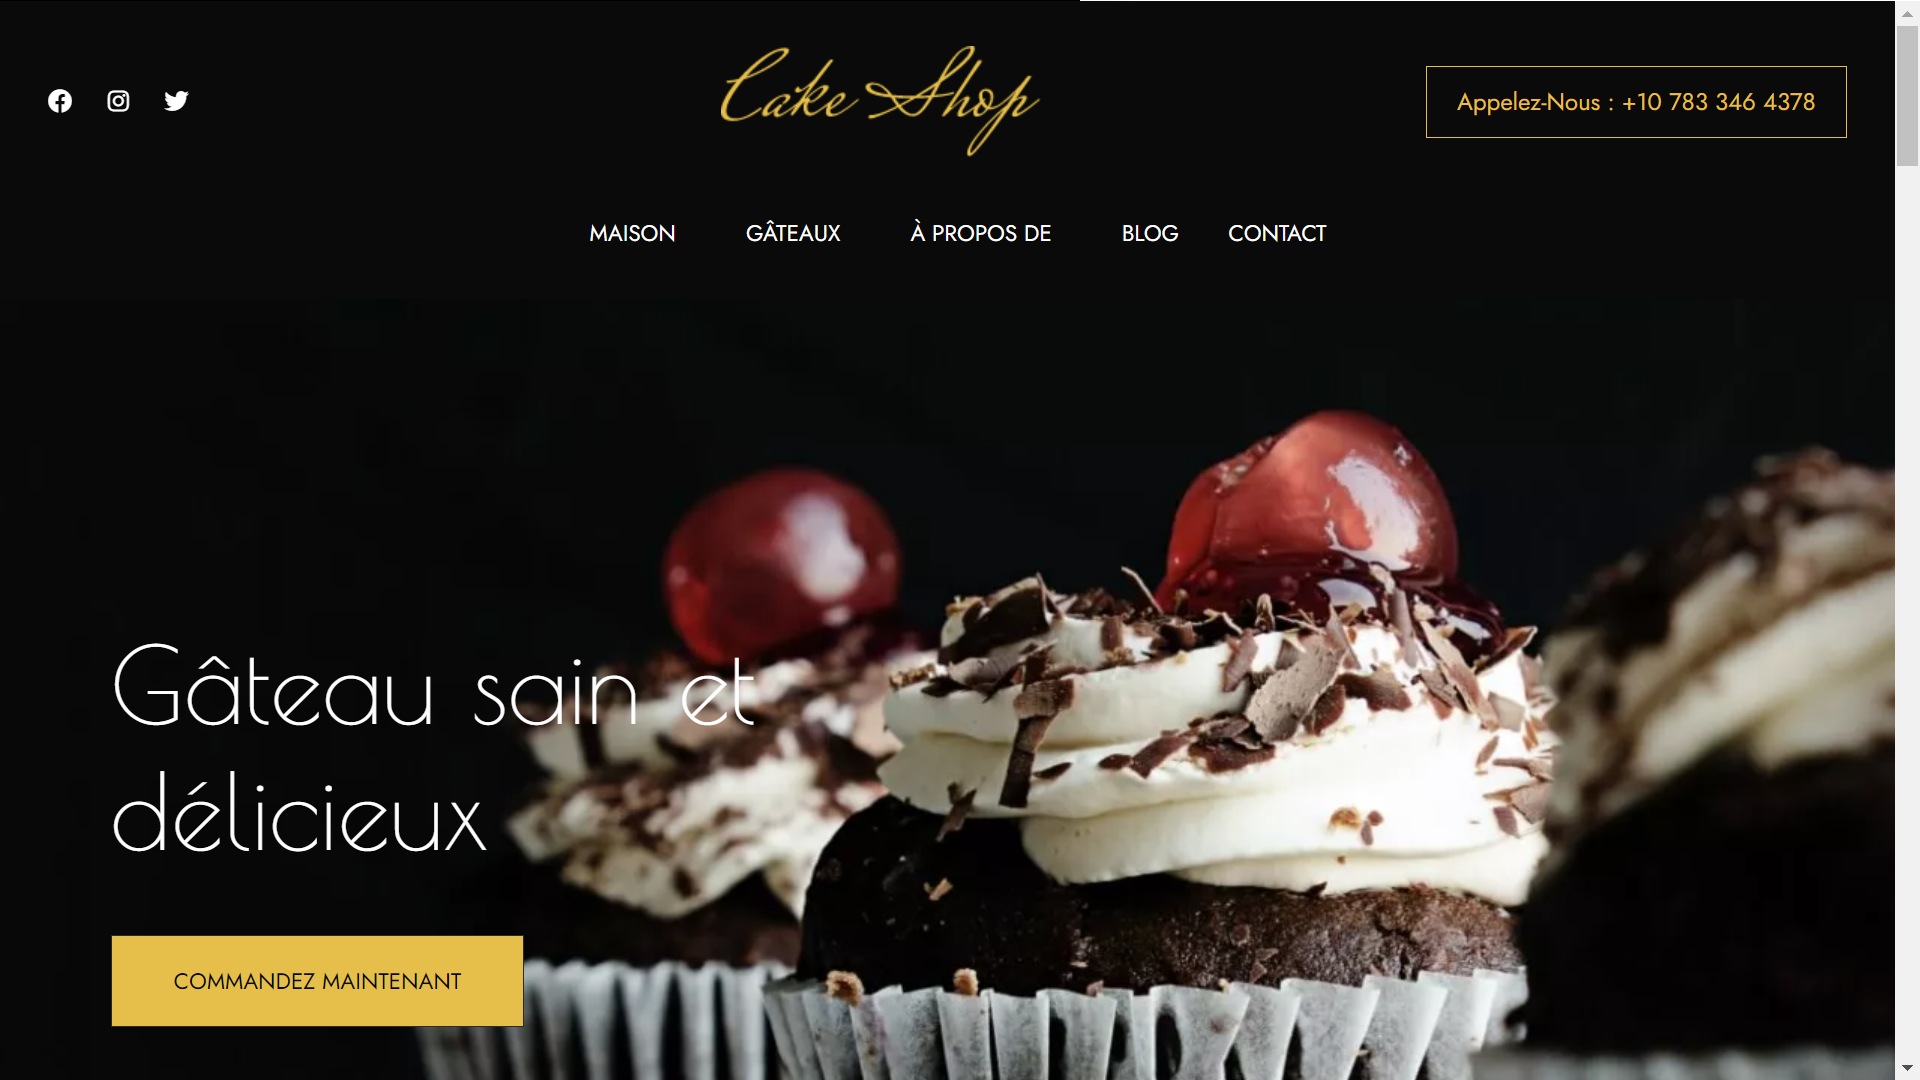 Cake Shop
Appelez-Nous : +10 783 346 4378
MAISON GÂTEAUX À PROPOS DE BLOG CONTACT
Gâteau sain et
délicieux
COMMANDEZ MAINTENANT